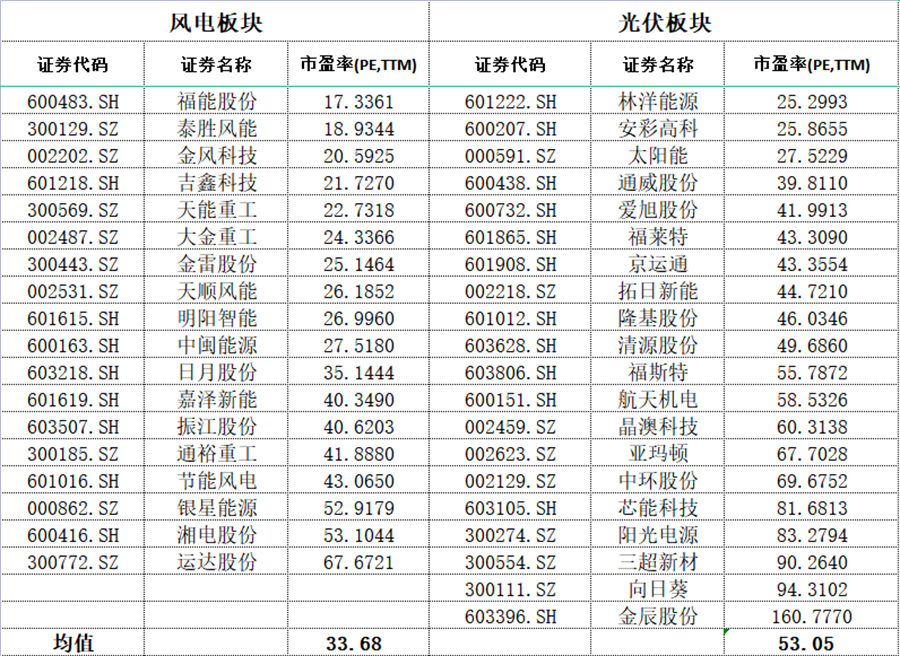 风电板块 光伏板块
证券代码 证券名称 市盈率(PE,TTM) 证券代码 证券名称 市盈率(PE,TTM)
600483.SH 福能股份 17.3361 601222.SH 林洋能源 25.2993
300129.SZ 泰胜风能 18.9344 600207.SH 安彩高科 25.8655
002202.SZ 金风科技 20.5925 000591.SZ 太阳能 27.5229
601218.SH 吉鑫科技 21.7270 600438.SH 通威股份 39.8110
300569.SZ 天能重工 22.7318 600732.SH 爱旭股份 41.9913
002487.SZ 大金重工 24.3366 601865.SH 福莱特 43.3090
300443.SZ 金雷股份 25.1464 601908.SH 京运通 43.3554
002531.SZ 天顺风能 26.1852 002218.SZ 拓日新能 44.7210
601615.SH 明阳智能 26.9960 601012.SH 隆基股份 46.0346
600163.SH 中闽能源 27.5180 603628.SH 清源股份 49.6860
603218.SH 日月股份 35.1444 603806.SH 福斯特 55.7872
601619.SH 嘉泽新能 40.3490 600151.SH 航天机电 58.5326
603507.SH 振江股份 40.6203 002459.SZ 晶澳科技 60.3138
300185.SZ 通裕重工 41.8880 002623.SZ 亚玛顿 67.7028
601016.SH 节能风电 43.0650 002129.SZ 中环股份 69.6752
000862.SZ 银星能源 52.9179 603105.SH 芯能科技 81.6813
600416.SH 湘电股份 53.1044 300274.SZ 阳光电源 83.2794
300772.SZ 运达股份 67.6721 300554.SZ 三超新材 90.2640
300111.SZ 向日葵 94.3102
603396.SH 金辰股份 160.7770
均值 33.68 53.05